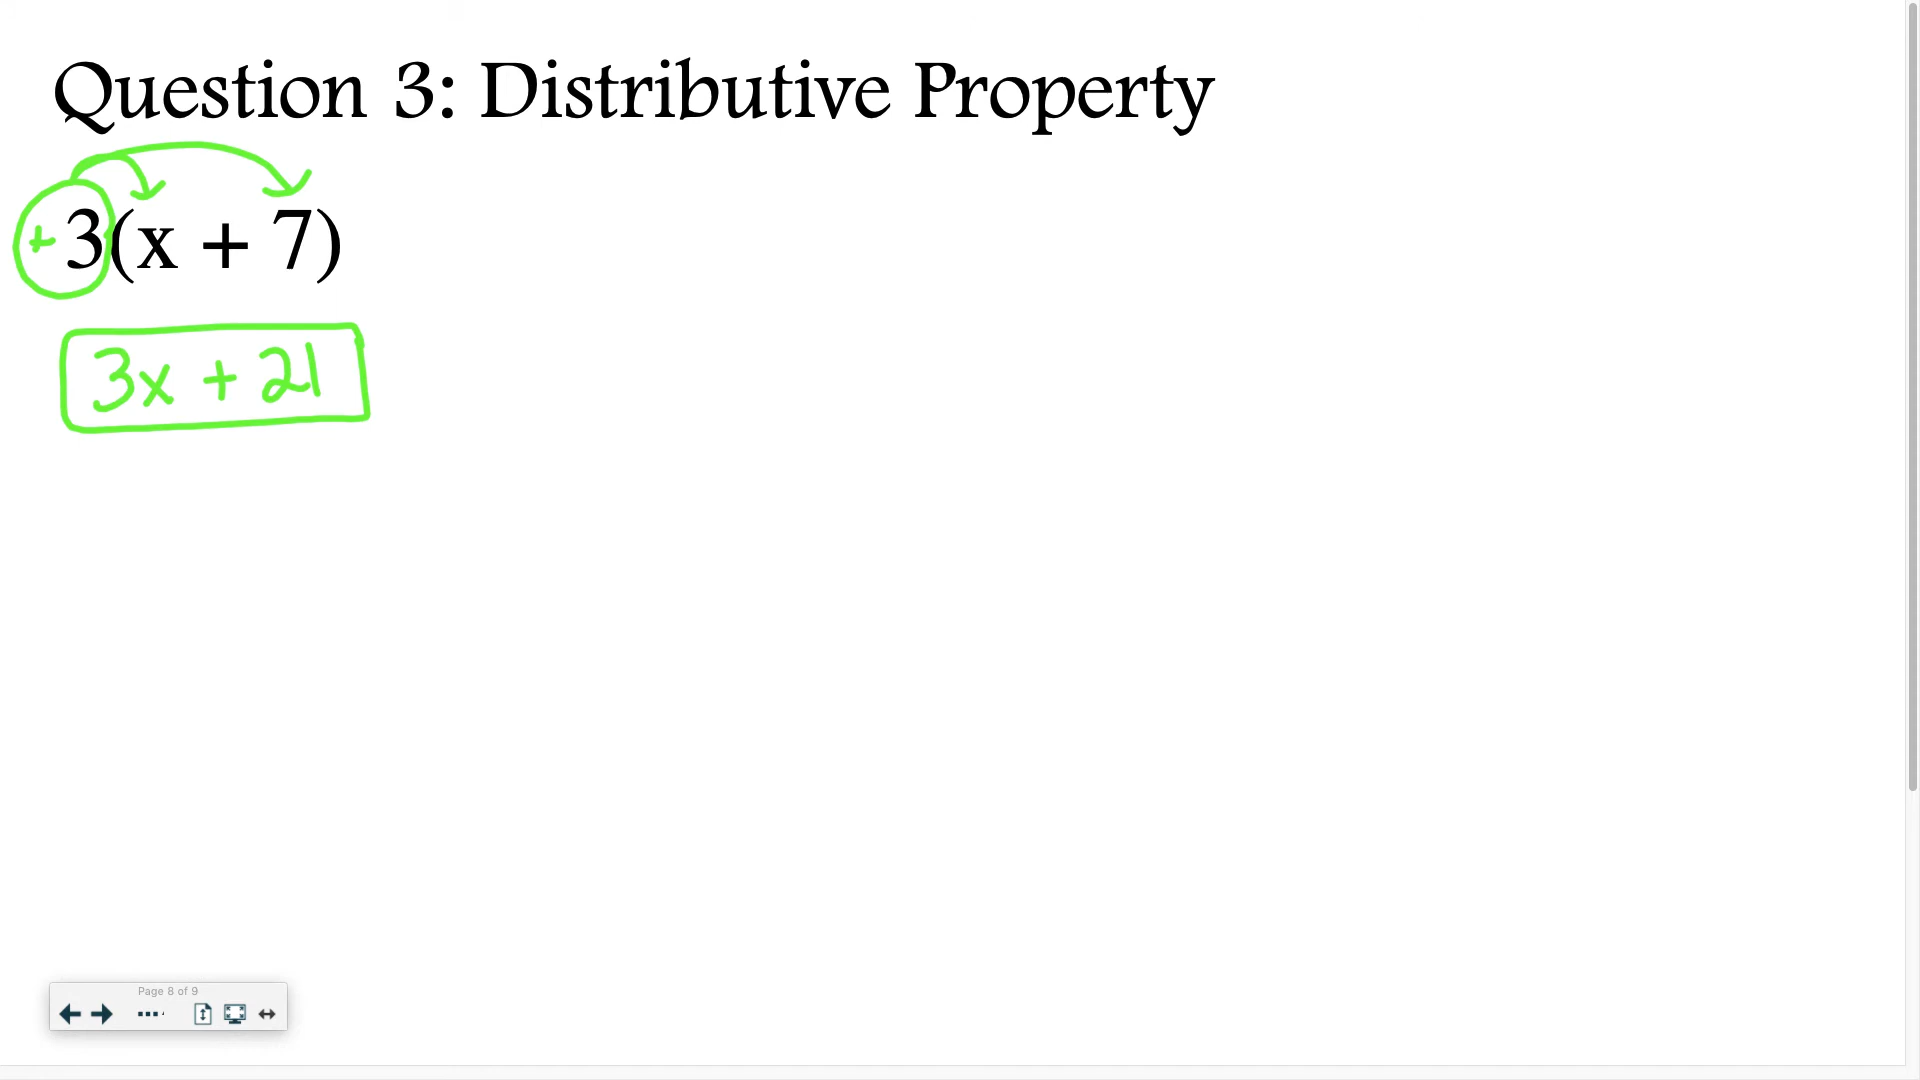 Question 3: Distributive Property
+3(x + 7)
3x + 21
Page 8 of 9